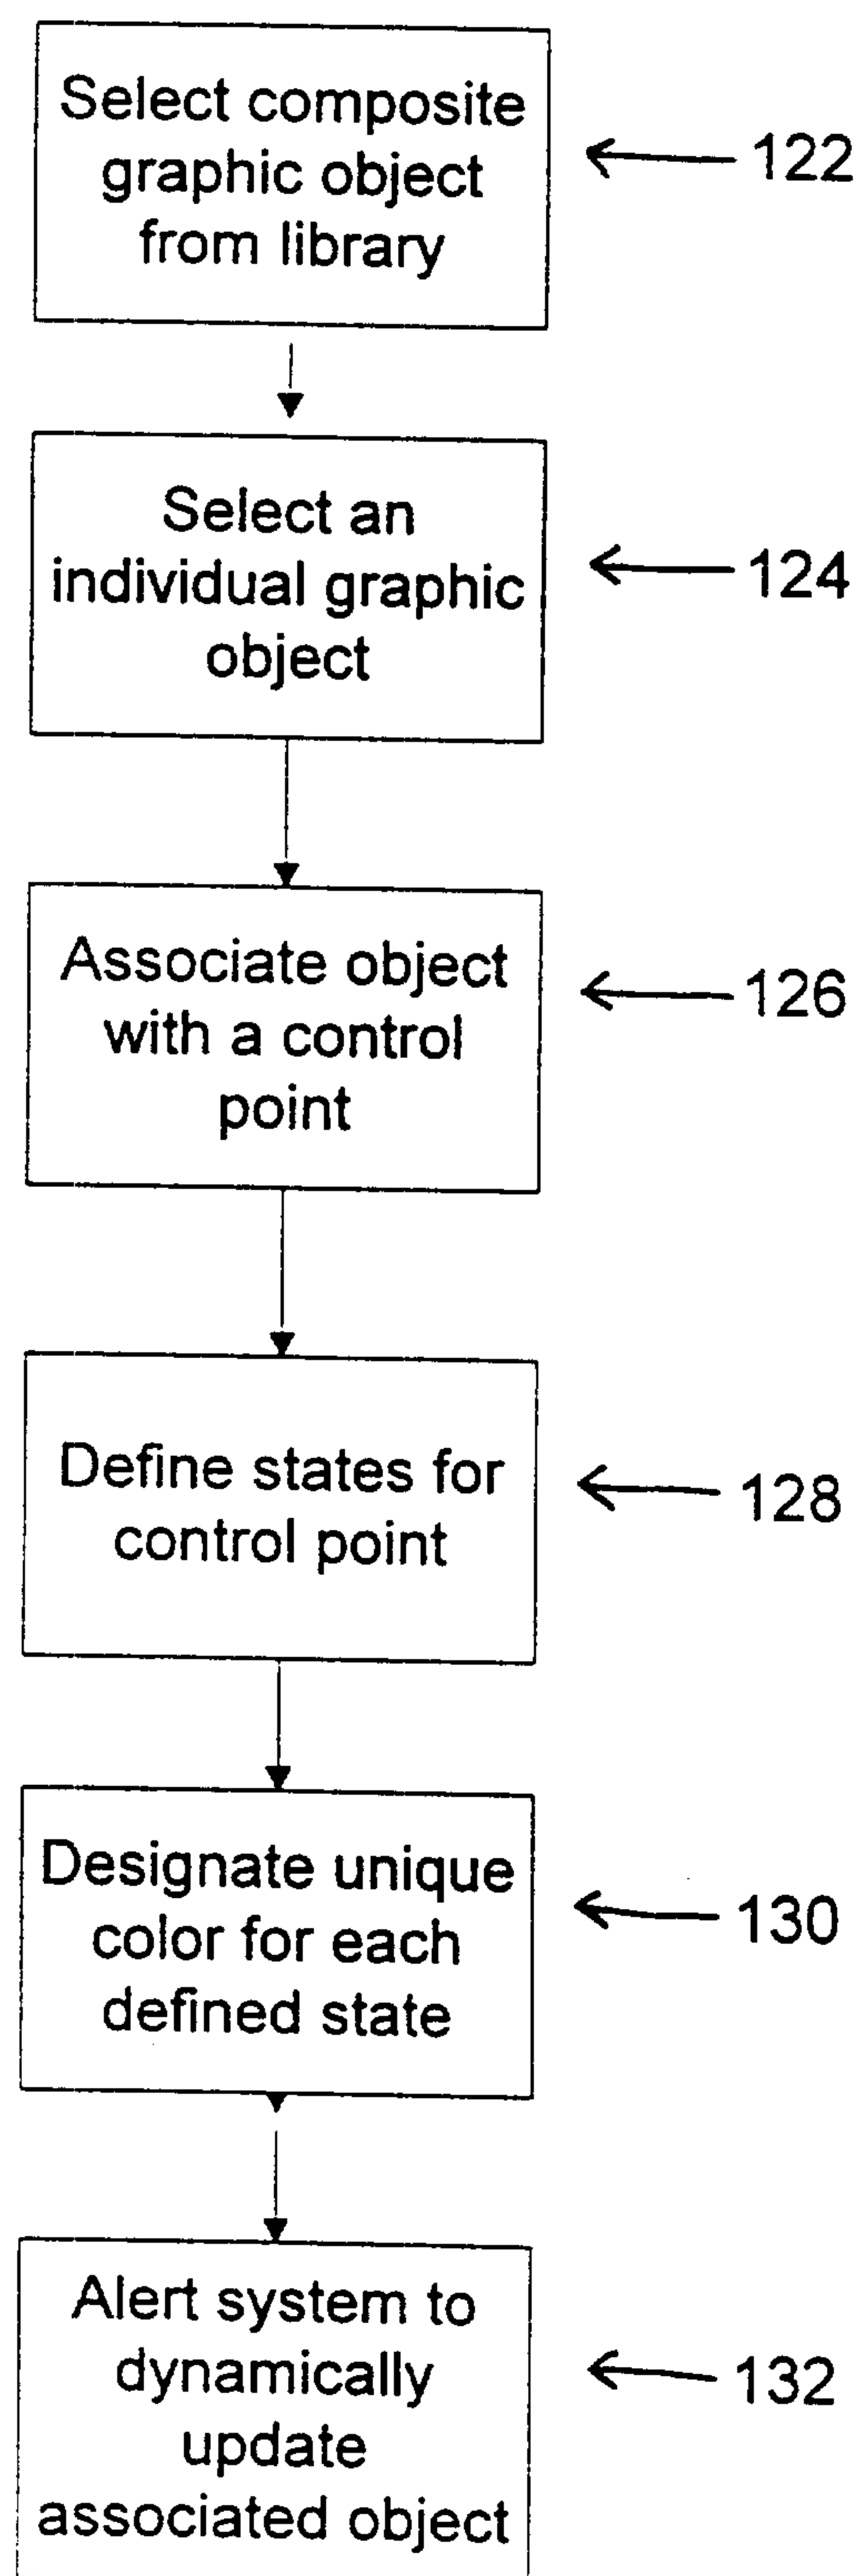 Select composite
graphic object
from library
122
Select an
individual graphic
object
124
Associate object
with a control
point
126
Define states for
control point
128
Designate unique
color for each
defined state
130
Alert system to
dynamically
update
associated object
132